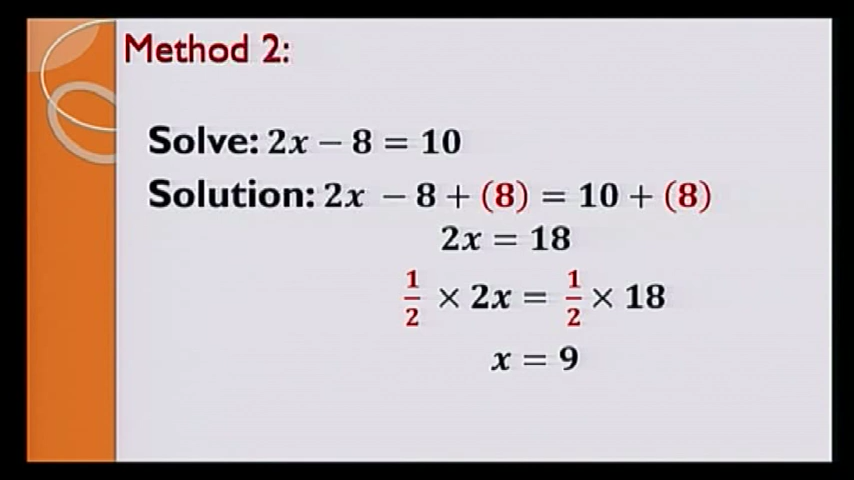 Method 2:
Solve: 2x − 8 = 10
Solution: 2x − 8 + (8) = 10 + (8)
2x = 18
1/2 × 2x = 1/2 × 18
x = 9